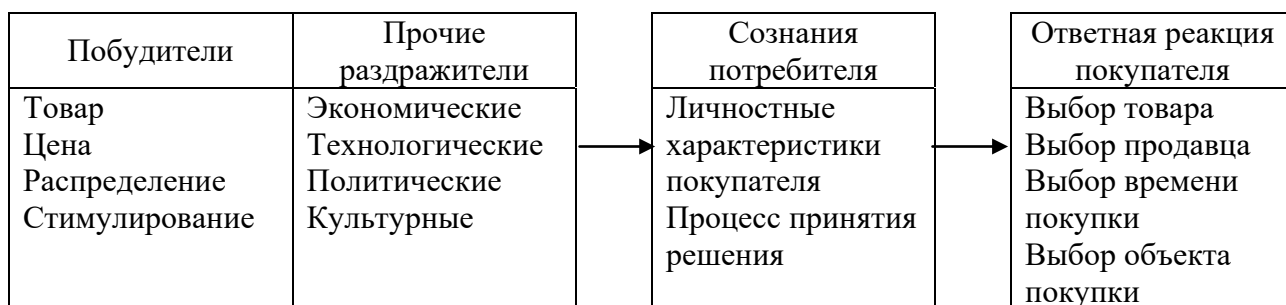 Побудители
Прочие
раздражители
Товар
Цена
Распределение
Стимулирование
Экономические
Технологические
Политические
Культурные
Сознания
потребителя
Личностные
характеристики
покупателя
Процесс принятия
решения
Ответная реакция
покупателя
Выбор товара
Выбор продавца
Выбор времени
покупки
Выбор объекта
покупки